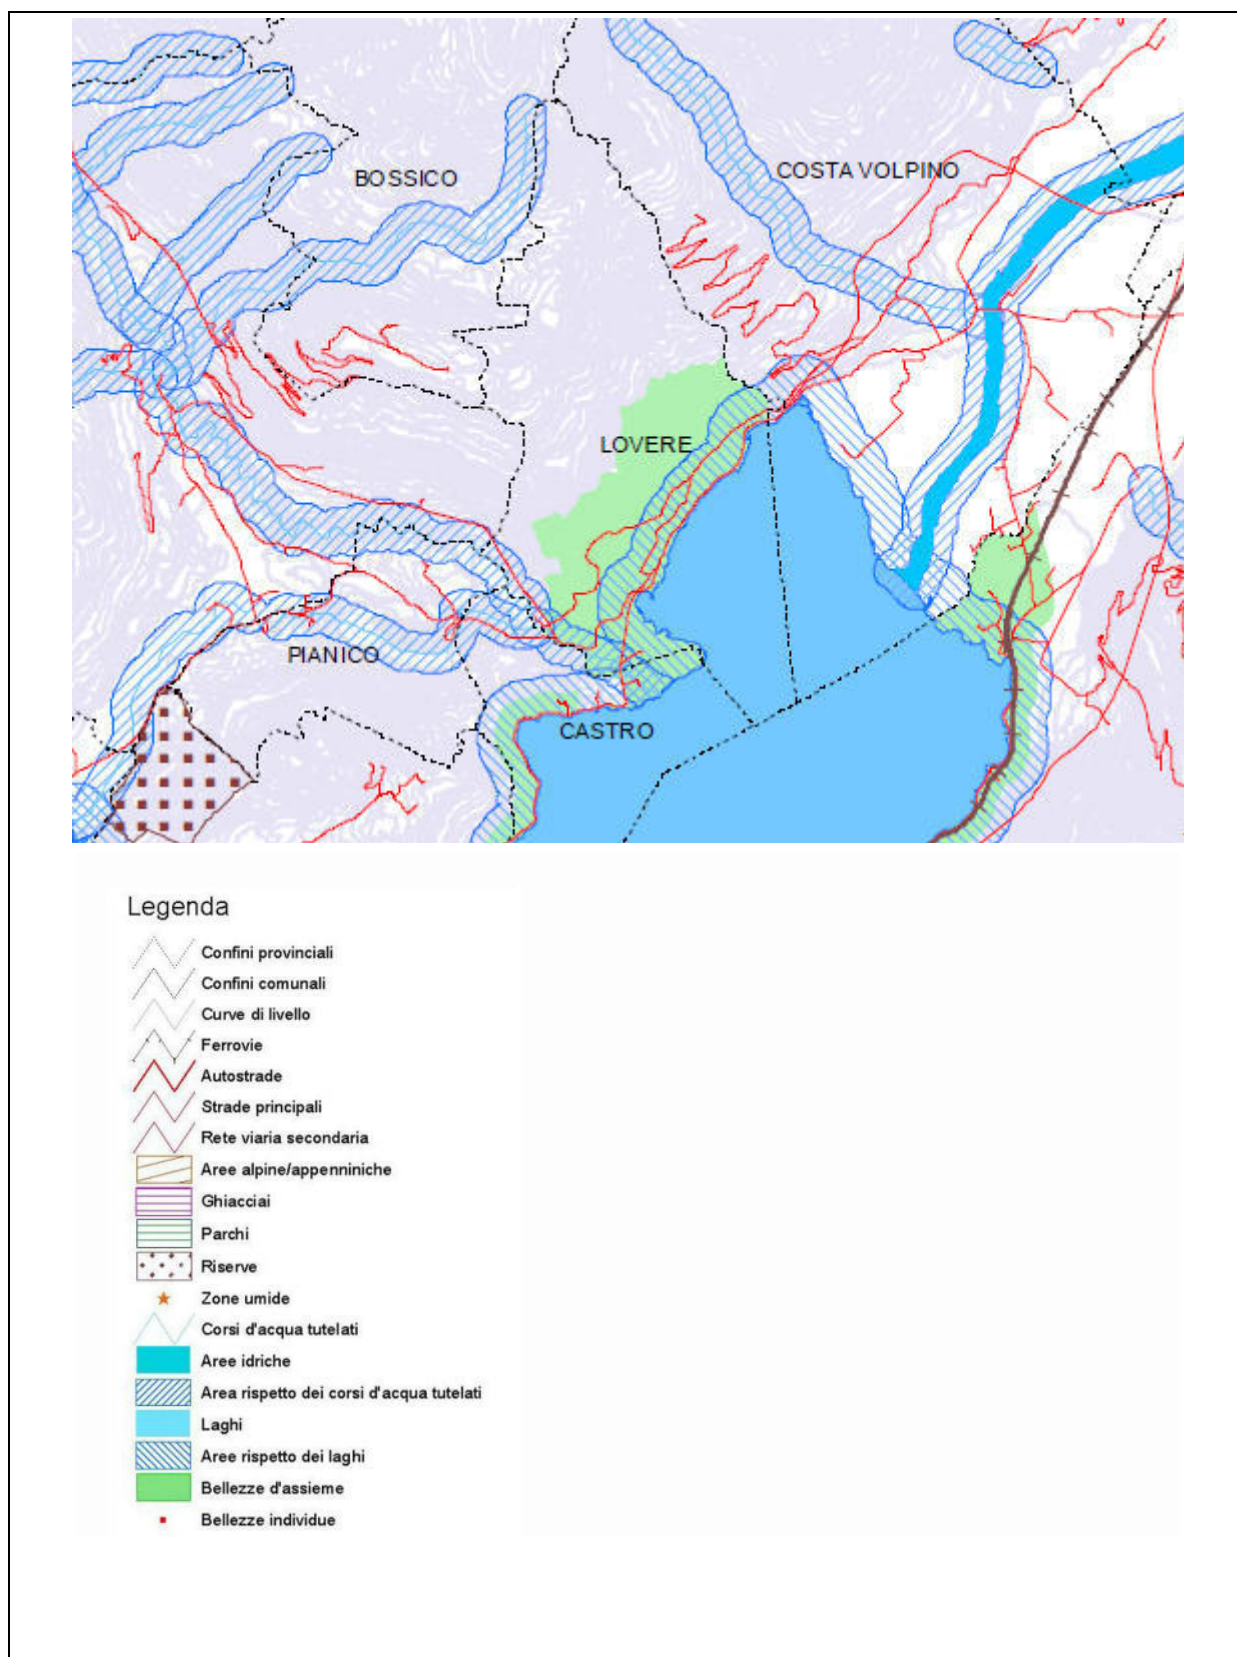 BOSSICO
COSTA VOLPINO
LOVERE
PIANICO
CASTRO
Legenda
Confini provinciali
Confini comunali
Curve di livello
Ferrovie
Autostrade
Strade principali
Rete viaria secondaria
Aree alpine/appenniniche
Ghiacciai
Parchi
Riserve
Zone umide
Corsi d'acqua tutelati
Aree idriche
Area rispetto dei corsi d'acqua tutelati
Laghi
Aree rispetto dei laghi
Bellezze d'assieme
Bellezze individue